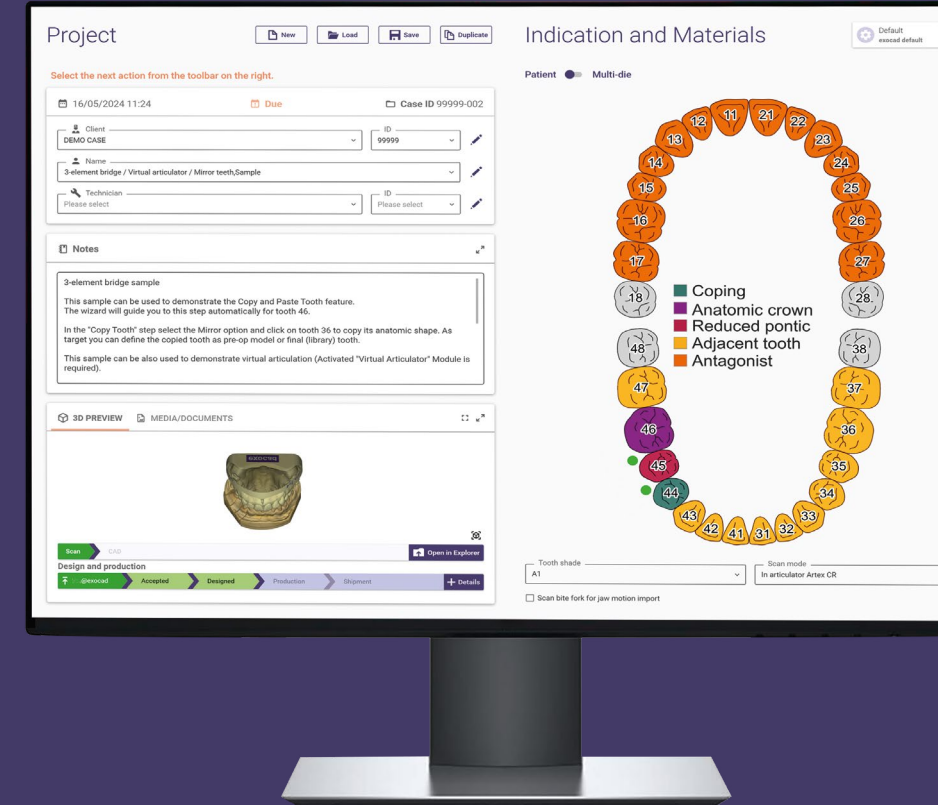 Project
New
Load
Save
Duplicate
Select the next action from the toolbar on the right.
16/05/2024 11:24
Due
Case ID 99999-002
Client
DEMO CASE
ID
99999
Name
3-element bridge / Virtual articulator / Mirror teeth,Sample
Technician
Please select
ID
Please select
Notes
3-element bridge sample
This sample can be used to demonstrate the Copy and Paste Tooth feature.
The wizard will guide you to this step automatically for tooth 46.
In the "Copy Tooth" step select the Mirror option and click on tooth 36 to copy its anatomic shape. As
target you can define the copied tooth as pre-op model or final (library) tooth.
This sample can be also used to demonstrate virtual articulation (Activated "Virtual Articulator" Module is
required).
3D PREVIEW
MEDIA/DOCUMENTS
exocad
Scan
CAD
Open in Explorer
Design and production
@exocad
Accepted
Designed
Production
Shipment
+ Details
Indication and Materials
Default
exocad default
Patient
Multi-die
12 11 21 22
13 23
14 24
15 25
16 26
17 27
18 28
Coping
Anatomic crown
Reduced pontic
Adjacent tooth
Antagonist
48 38
47 37
46 36
45 35
44 34
43 33
42 41 31 32
Tooth shade
A1
Scan mode
In articulator Artex CR
Scan bite fork for jaw motion import